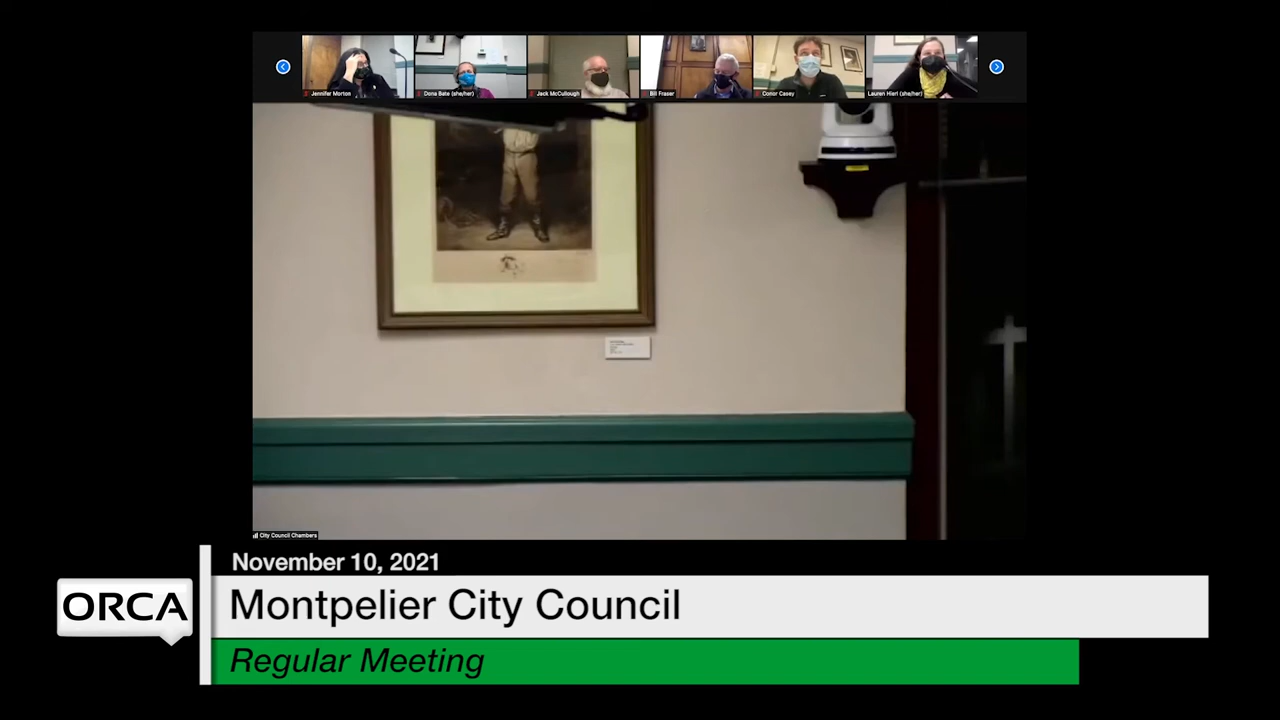 Jennifer Morton
Dona Bate (she/her)
Jack McCullough
Bill Fraser
Conor Casey
Lauren Hierl (she/her)
City Council Chambers
November 10, 2021
Montpelier City Council
ORCA
Regular Meeting